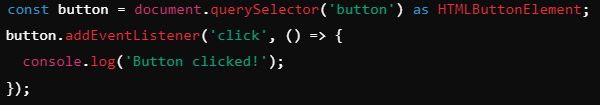 const button = document.querySelector('button') as HTMLButtonElement;
button.addEventListener('click', () => {
  console.log('Button clicked!');
});